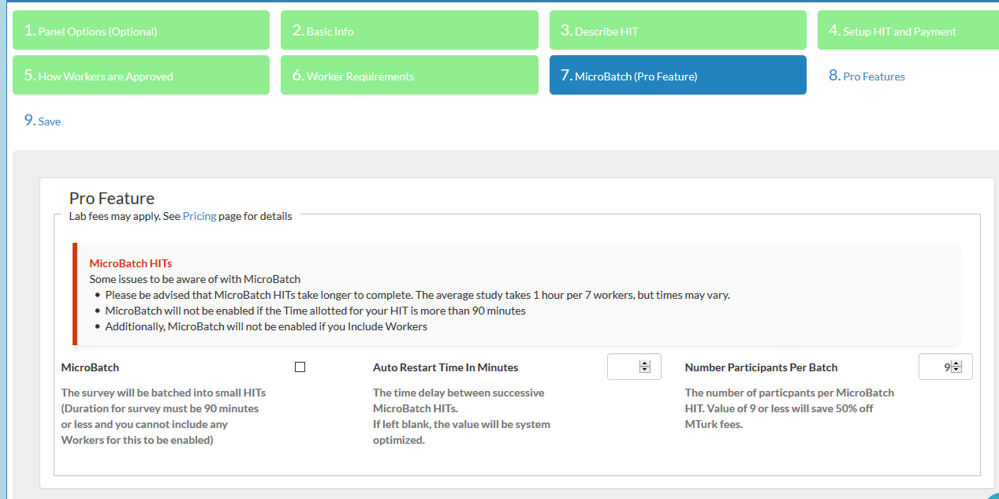 1. Panel Options (Optional)
2. Basic Info
3. Describe HIT
4. Setup HIT and Payment
5. How Workers are Approved
6. Worker Requirements
7. MicroBatch (Pro Feature)
8. Pro Features
9. Save
Pro Feature
Lab fees may apply. See Pricing page for details
MicroBatch HITs
Some issues to be aware of with MicroBatch
• Please be advised that MicroBatch HITs take longer to complete. The average study takes 1 hour per 7 workers, but times may vary.
• MicroBatch will not be enabled if the Time allotted for your HIT is more than 90 minutes
• Additionally, MicroBatch will not be enabled if you Include Workers
MicroBatch
The survey will be batched into small HITs
(Duration for survey must be 90 minutes
or less and you cannot include any
Workers for this to be enabled)
Auto Restart Time In Minutes
The time delay between successive
MicroBatch HITs.
If left blank, the value will be system
optimized.
Number Participants Per Batch
9
The number of particpants per MicroBatch
HIT. Value of 9 or less will save 50% off
MTurk fees.